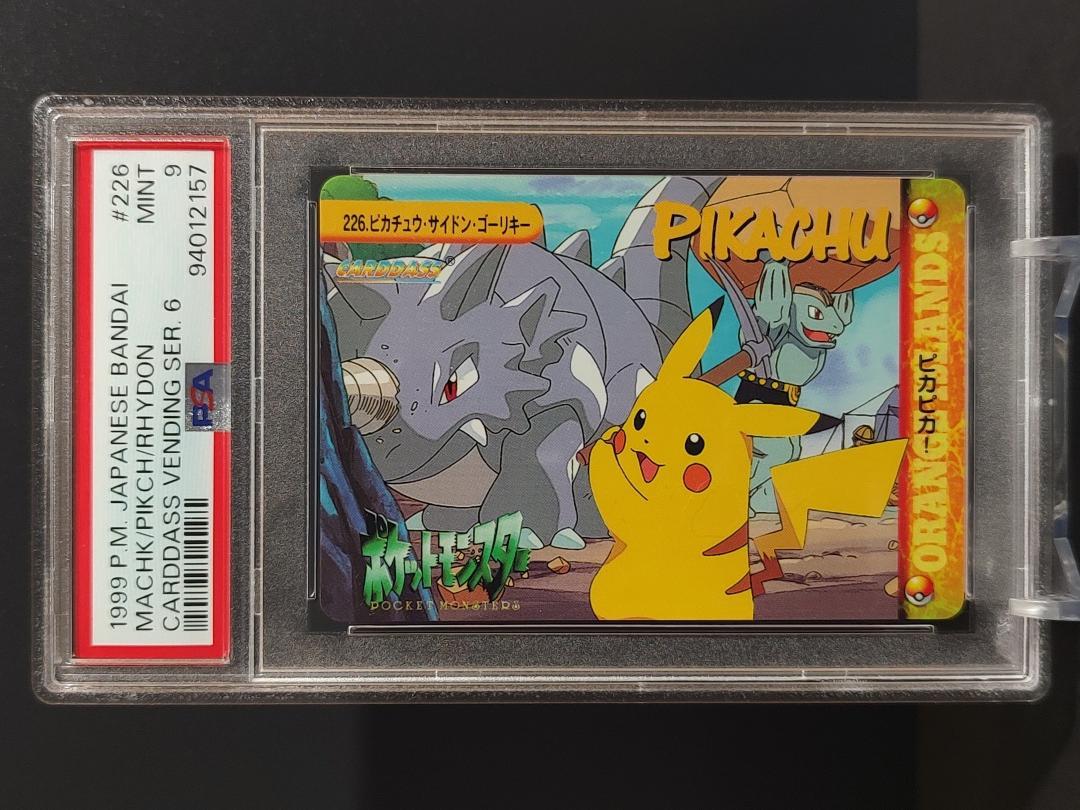 1999 P.M. JAPANESE BANDAI #226
MACHK/PIKCH/RHYDON MINT
CARDDASS VENDING SER. 6 9
94012157
PSA
226.ピカチュウ・サイドン・ゴーリキー
CARDDASS®
PIKACHU
ピカピカー
ORANGE ISLANDS
ポケットモンスター
POCKET MONSTERS